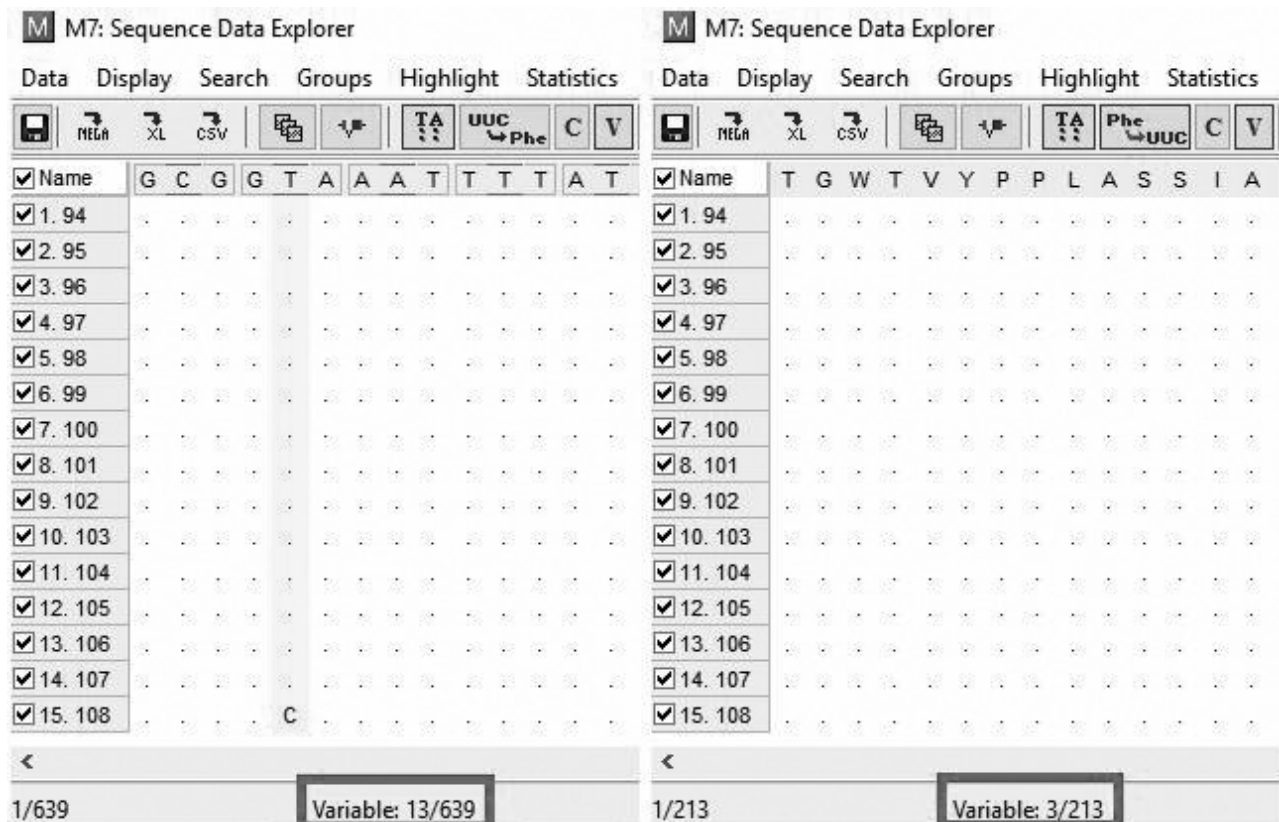 M M7: Sequence Data Explorer
Data Display Search Groups Highlight Statistics
MEGA XL CSV TA UUC Phe C V
Name G C G G T A A A T T T T A T
1. 94
2. 95
3. 96
4. 97
5. 98
6. 99
7. 100
8. 101
9. 102
10. 103
11. 104
12. 105
13. 106
14. 107
15. 108 C
1/639 Variable: 13/639
M M7: Sequence Data Explorer
Data Display Search Groups Highlight Statistics
MEGA XL CSV TA Phe UUC C V
Name T G W T V Y P P L A S S I A
1. 94
2. 95
3. 96
4. 97
5. 98
6. 99
7. 100
8. 101
9. 102
10. 103
11. 104
12. 105
13. 106
14. 107
15. 108
1/213 Variable: 3/213